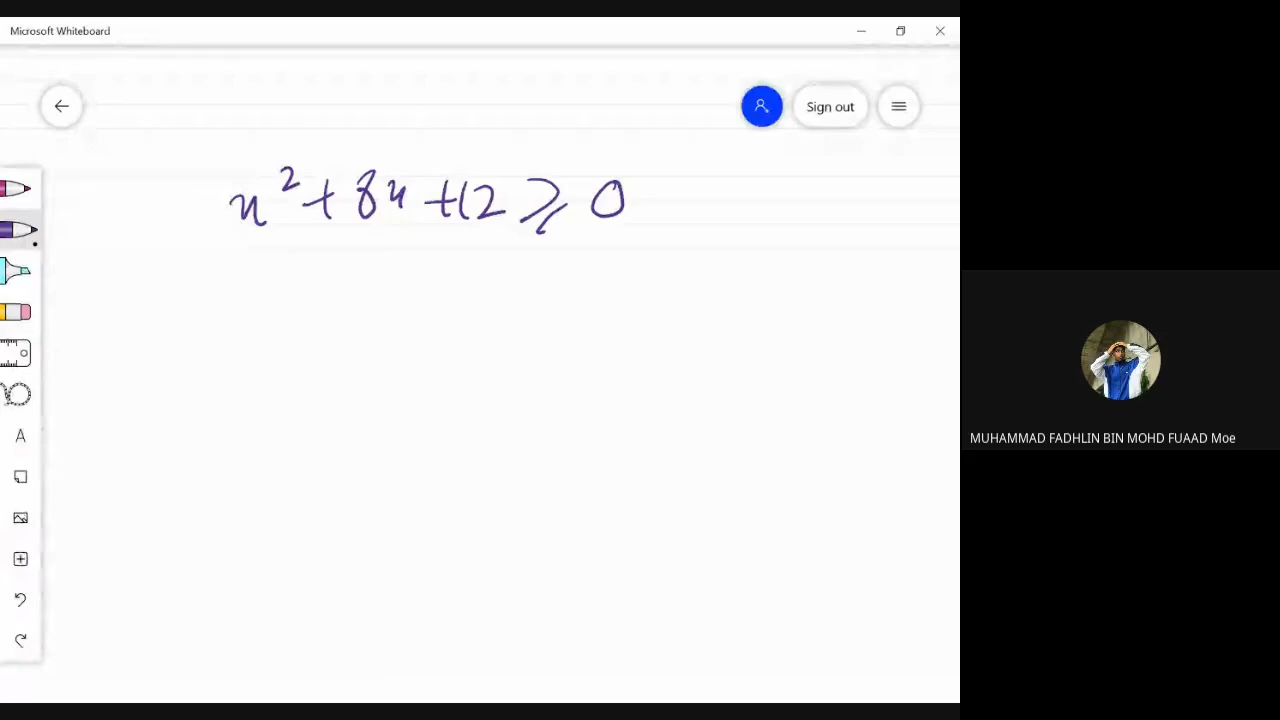 Microsoft Whiteboard
Sign out
x² + 8x + 12 ⩾ 0
A
MUHAMMAD FADHLIN BIN MOHD FUAAD Moe